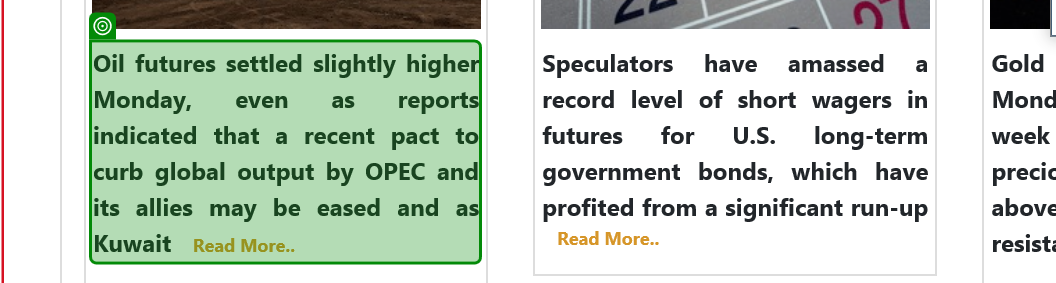 22
27
Oil futures settled slightly higher
Monday, even as reports
indicated that a recent pact to
curb global output by OPEC and
its allies may be eased and as
Kuwait Read More..
Speculators have amassed a
record level of short wagers in
futures for U.S. long-term
government bonds, which have
profited from a significant run-up
Read More..
Gold
week
above